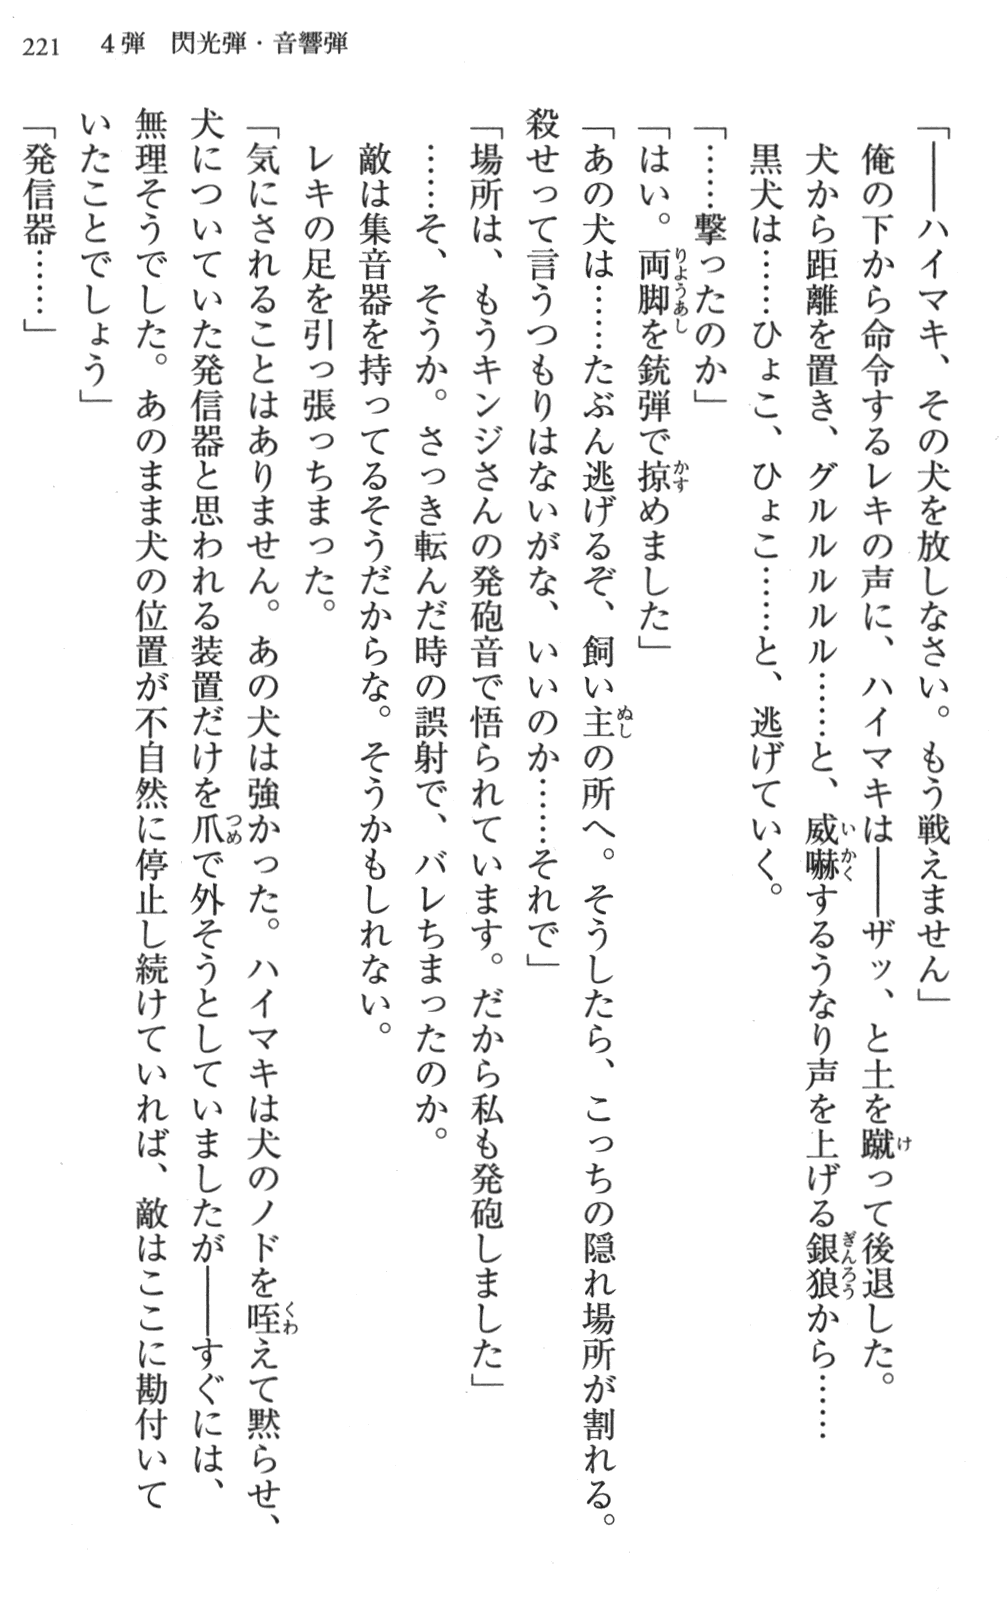 221　4弾　閃光弾・音響弾
「――ハイマキ、その犬を放しなさい。もう戦えません」
　俺の下から命令するレキの声に、ハイマキは――ザッ、と土を蹴って後退した。
　犬から距離を置き、グルルルルル……と、威嚇するうなり声を上げる銀狼から……
　黒犬は……ひょこ、ひょこ……と、逃げていく。
「……撃ったのか」
「はい。両脚を銃弾で掠めました」
「あの犬は……たぶん逃げるぞ、飼い主の所へ。そうしたら、こっちの隠れ場所が割れる。
殺せって言うつもりはないがな、いいのか……それで」
「場所は、もうキンジさんの発砲音で悟られています。だから私も発砲しました」
　……そ、そうか。さっき転んだ時の誤射で、バレちまったのか。
　敵は集音器を持ってるそうだからな。そうかもしれない。
　レキの足を引っ張っちまった。
「気にされることはありません。あの犬は強かった。ハイマキは犬のノドを咥えて黙らせ、
犬についていた発信器と思われる装置だけを爪で外そうとしていましたが――すぐには、
無理そうでした。あのまま犬の位置が不自然に停止し続けていれば、敵はここに勘付いて
いたことでしょう」
「発信器……」